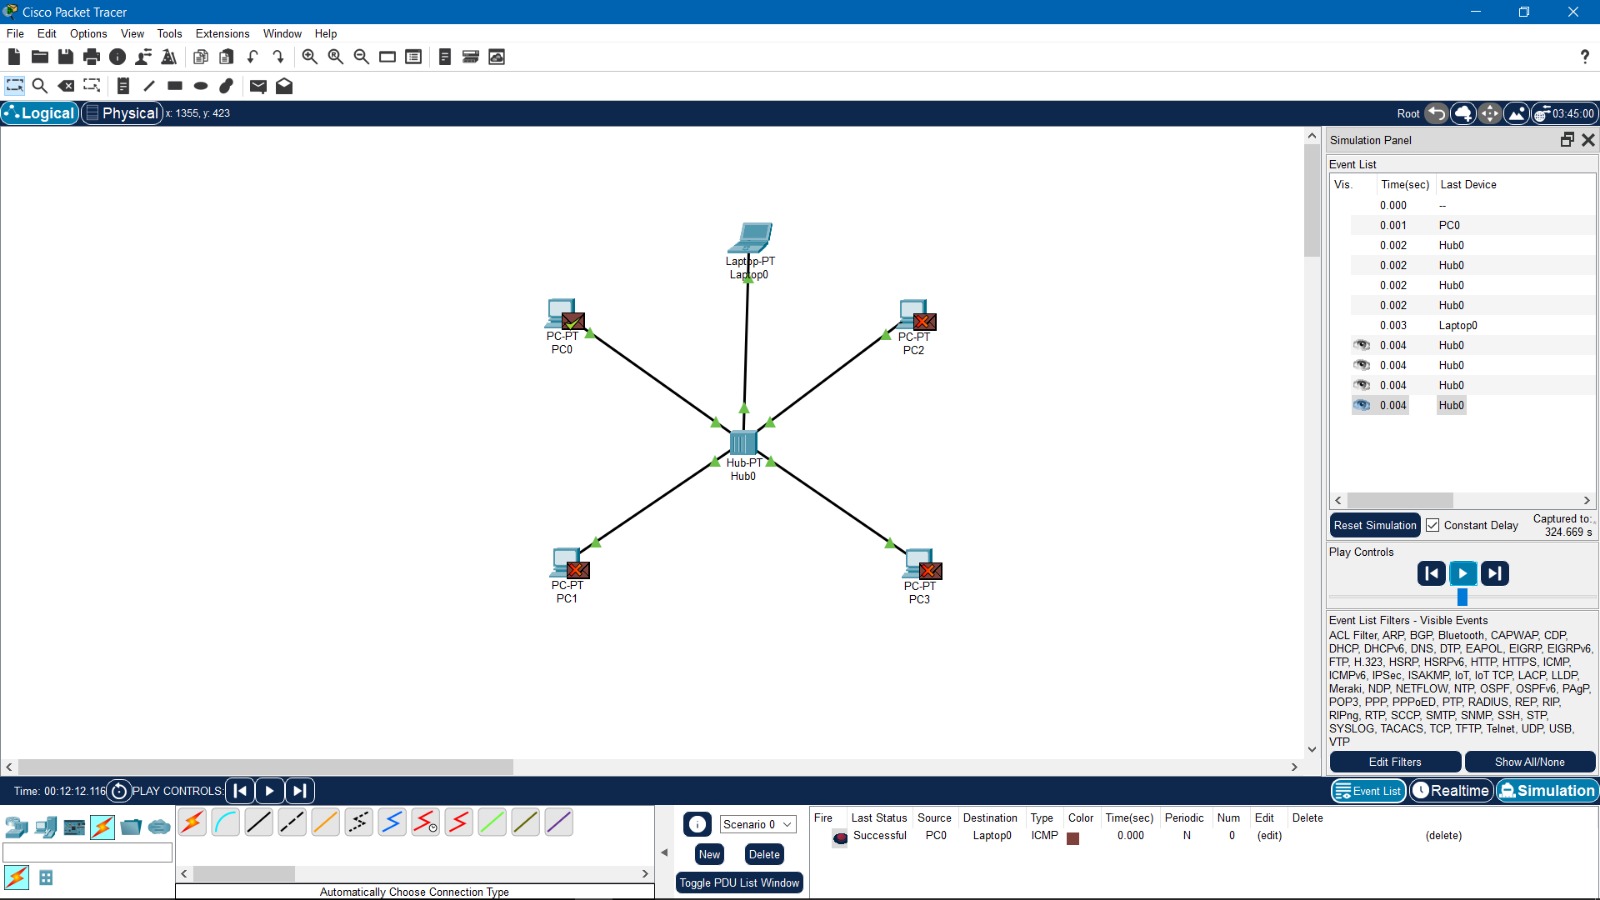 Cisco Packet Tracer
File Edit Options View Tools Extensions Window Help
?
Logical Physical x: 1355, y: 423
Root 03:45:00
Laptop-PT
Laptop0
PC-PT
PC0
PC-PT
PC2
Hub-PT
Hub0
PC-PT
PC1
PC-PT
PC3
Simulation Panel
Event List
Vis. Time(sec) Last Device
0.000 --
0.001 PC0
0.002 Hub0
0.002 Hub0
0.002 Hub0
0.002 Hub0
0.003 Laptop0
0.004 Hub0
0.004 Hub0
0.004 Hub0
0.004 Hub0
Reset Simulation Constant Delay Captured to:
324.669 s
Play Controls
Event List Filters - Visible Events
ACL Filter, ARP, BGP, Bluetooth, CAPWAP, CDP,
DHCP, DHCPv6, DNS, DTP, EAPOL, EIGRP, EIGRPv6,
FTP, H.323, HSRP, HSRPv6, HTTP, HTTPS, ICMP,
ICMPv6, IPSec, ISAKMP, IoT, IoT TCP, LACP, LLDP,
Meraki, NDP, NETFLOW, NTP, OSPF, OSPFv6, PAgP,
POP3, PPP, PPPoED, PTP, RADIUS, REP, RIP,
RIPng, RTP, SCCP, SMTP, SNMP, SSH, STP,
SYSLOG, TACACS, TCP, TFTP, Telnet, UDP, USB,
VTP
Edit Filters Show All/None
Time: 00:12:12.116 PLAY CONTROLS:
Event List Realtime Simulation
Scenario 0
New Delete
Toggle PDU List Window
Automatically Choose Connection Type
Fire Last Status Source Destination Type Color Time(sec) Periodic Num Edit Delete
Successful PC0 Laptop0 ICMP 0.000 N 0 (edit) (delete)